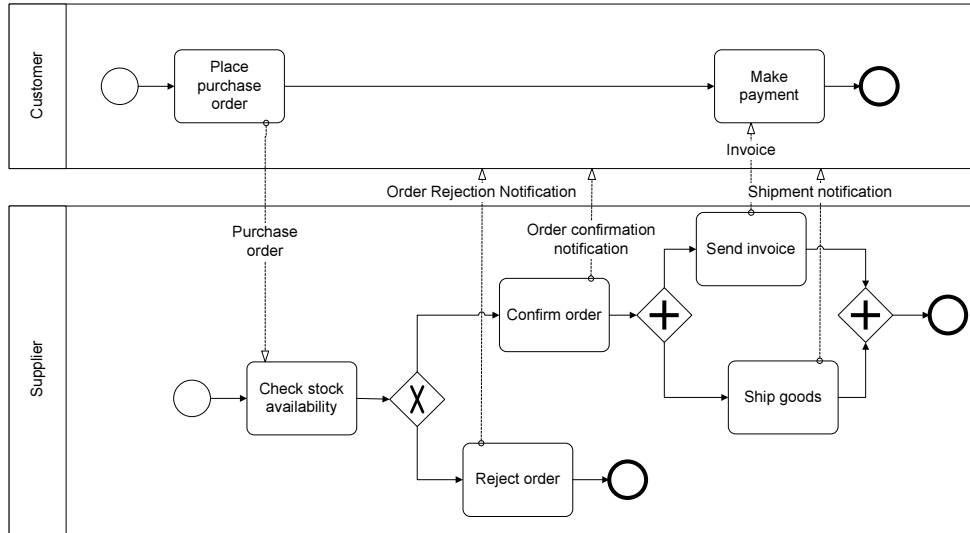 Customer
Place
purchase
order
Make
payment
Invoice
Order Rejection Notification
Shipment notification
Supplier
Purchase
order
Order confirmation
notification
Send invoice
Confirm order
Check stock
availability
X
Ship goods
Reject order